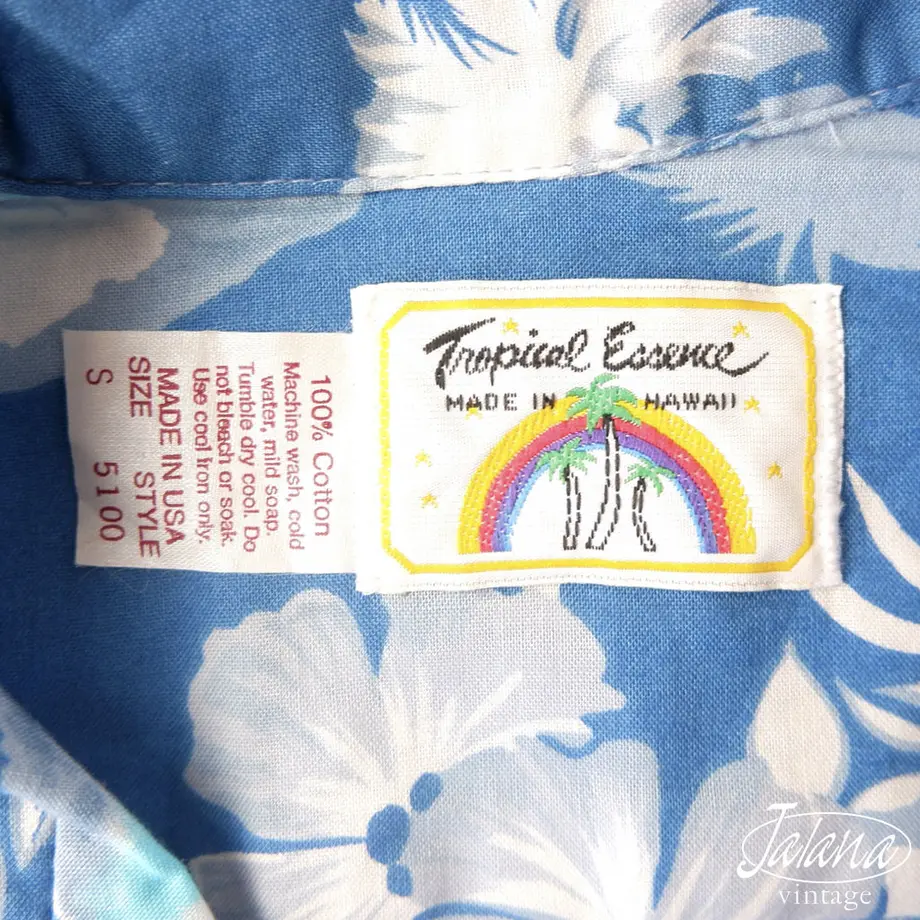 Tropical Essence
MADE IN HAWAII
100% Cotton
Machine wash, cold
water, mild soap.
Tumble dry cool. Do
not bleach or soak.
Use cool iron only.
MADE IN USA
SIZE STYLE
S 5100
Jalana
vintage